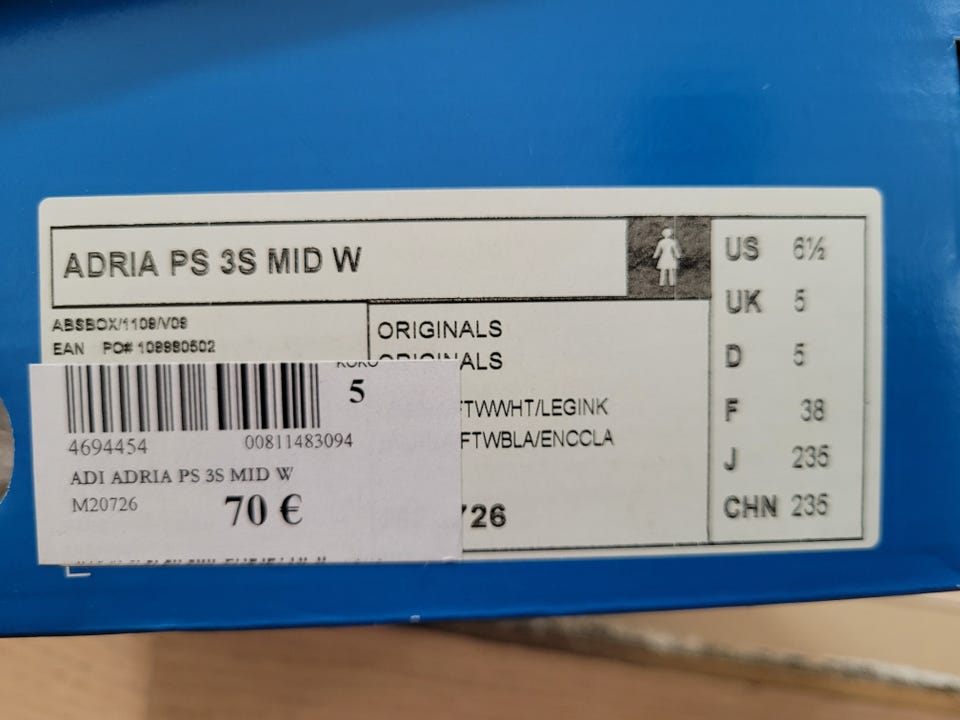 ADRIA PS 3S MID W
ABSBOX/1109/V09
EAN PO# 108980502
ORIGINALS
ORIGINALS
FTWWHT/LEGINK
FTWBLA/ENCCLA
726
US 6½
UK 5
D 5
F 38
J 235
CHN 235
KOKO
5
4694454 00811483094
ADI ADRIA PS 3S MID W
M20726
70 €